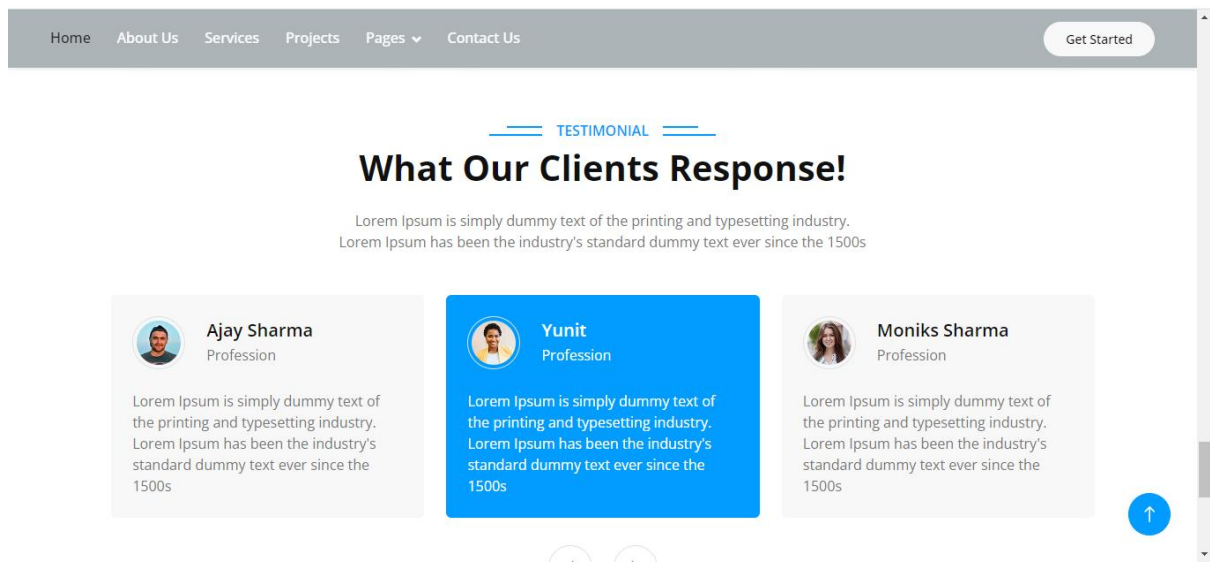 Home About Us Services Projects Pages Contact Us Get Started
TESTIMONIAL
What Our Clients Response!
Lorem Ipsum is simply dummy text of the printing and typesetting industry.
Lorem Ipsum has been the industry's standard dummy text ever since the 1500s
Ajay Sharma
Profession
Lorem Ipsum is simply dummy text of
the printing and typesetting industry.
Lorem Ipsum has been the industry's
standard dummy text ever since the
1500s
Yunit
Profession
Lorem Ipsum is simply dummy text of
the printing and typesetting industry.
Lorem Ipsum has been the industry's
standard dummy text ever since the
1500s
Moniks Sharma
Profession
Lorem Ipsum is simply dummy text of
the printing and typesetting industry.
Lorem Ipsum has been the industry's
standard dummy text ever since the
1500s